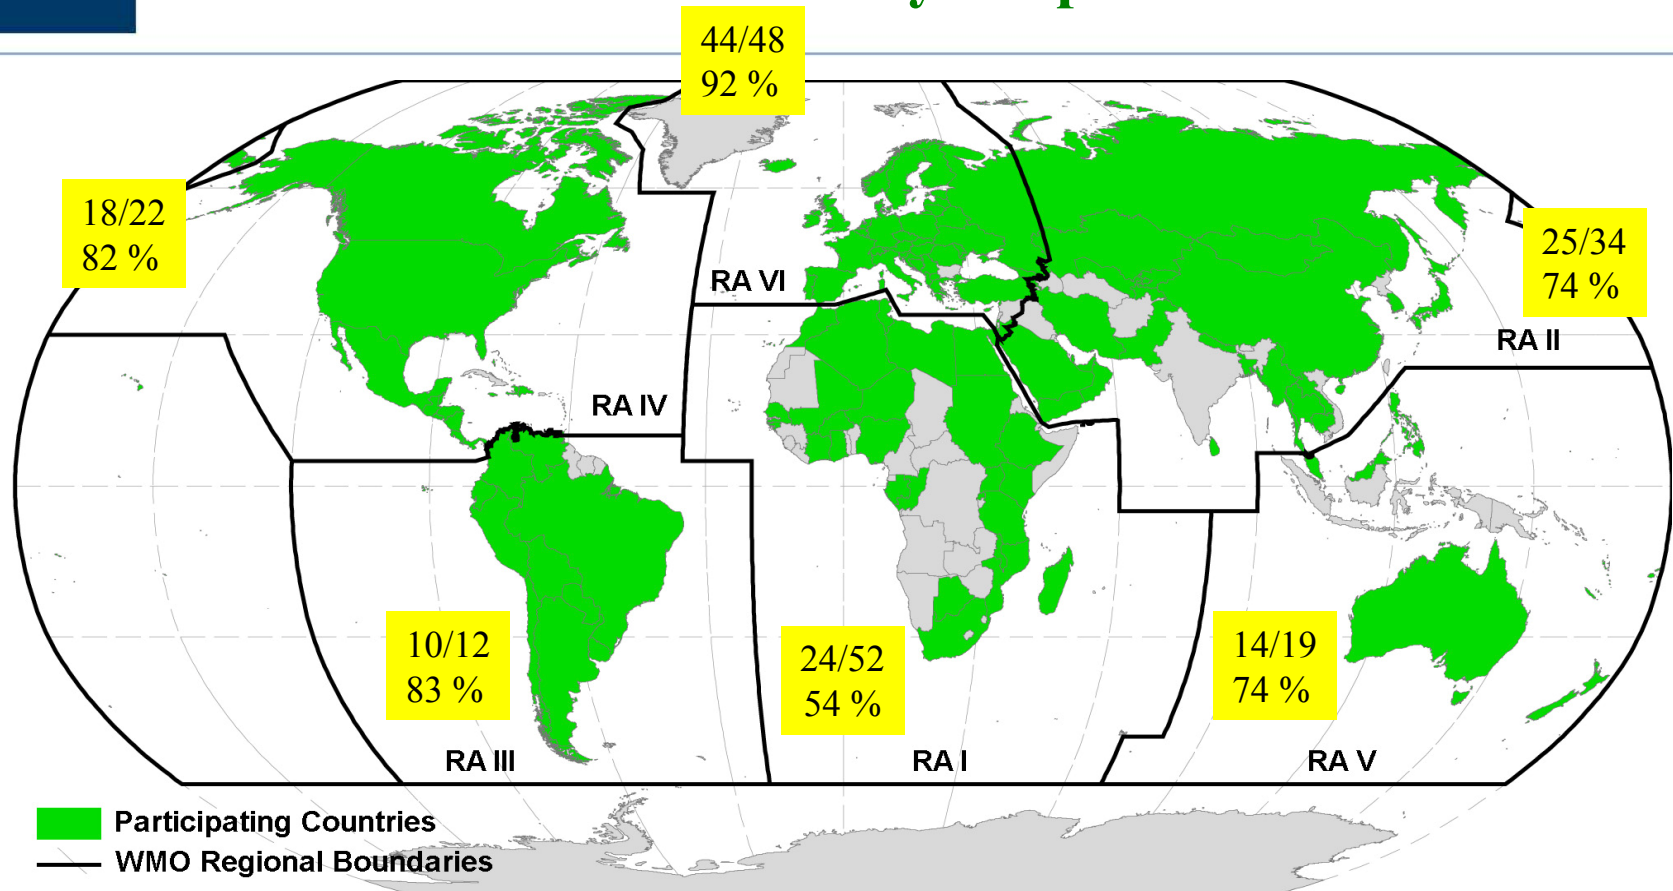 44/48
92 %
18/22
82 %
25/34
74 %
RA VI
RA II
RA IV
10/12
83 %
24/52
54 %
14/19
74 %
RA III
RA I
RA V
Participating Countries
WMO Regional Boundaries